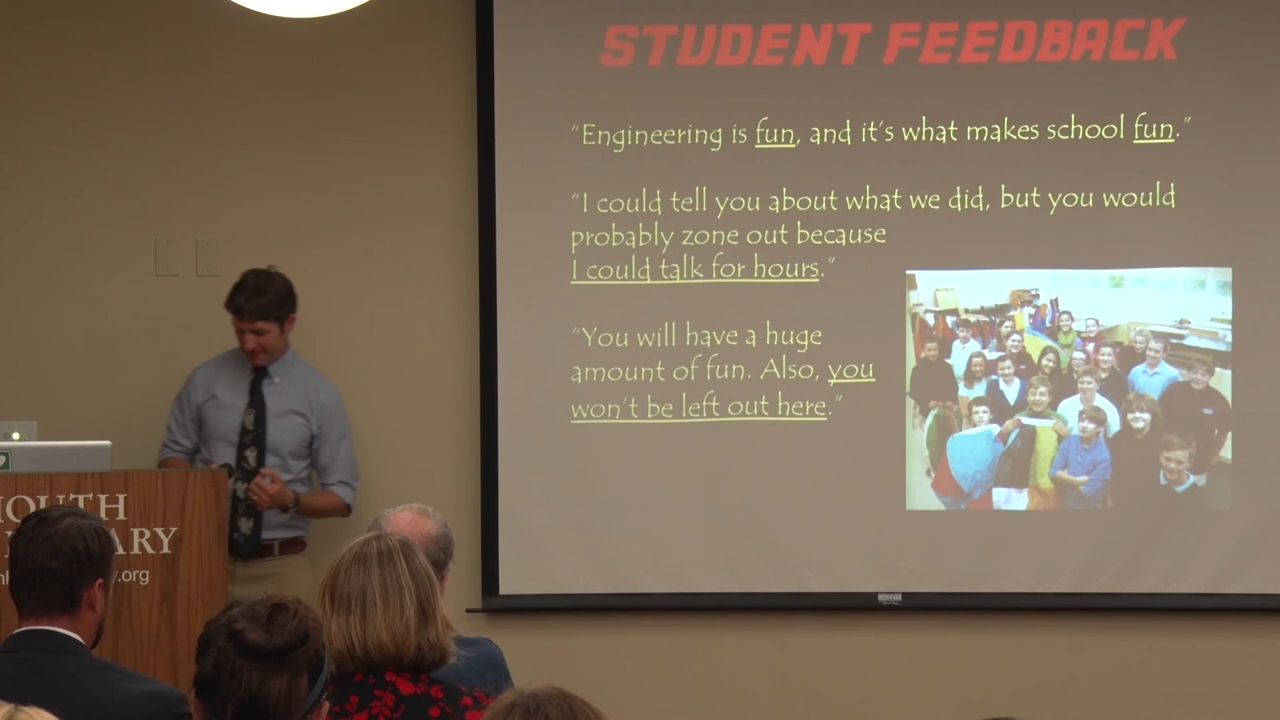 STUDENT FEEDBACK
“Engineering is fun, and it’s what makes school fun.”
“I could tell you about what we did, but you would
probably zone out because
I could talk for hours.”
“You will have a huge
amount of fun. Also, you
won’t be left out here.”
OUTH
ARY
.org